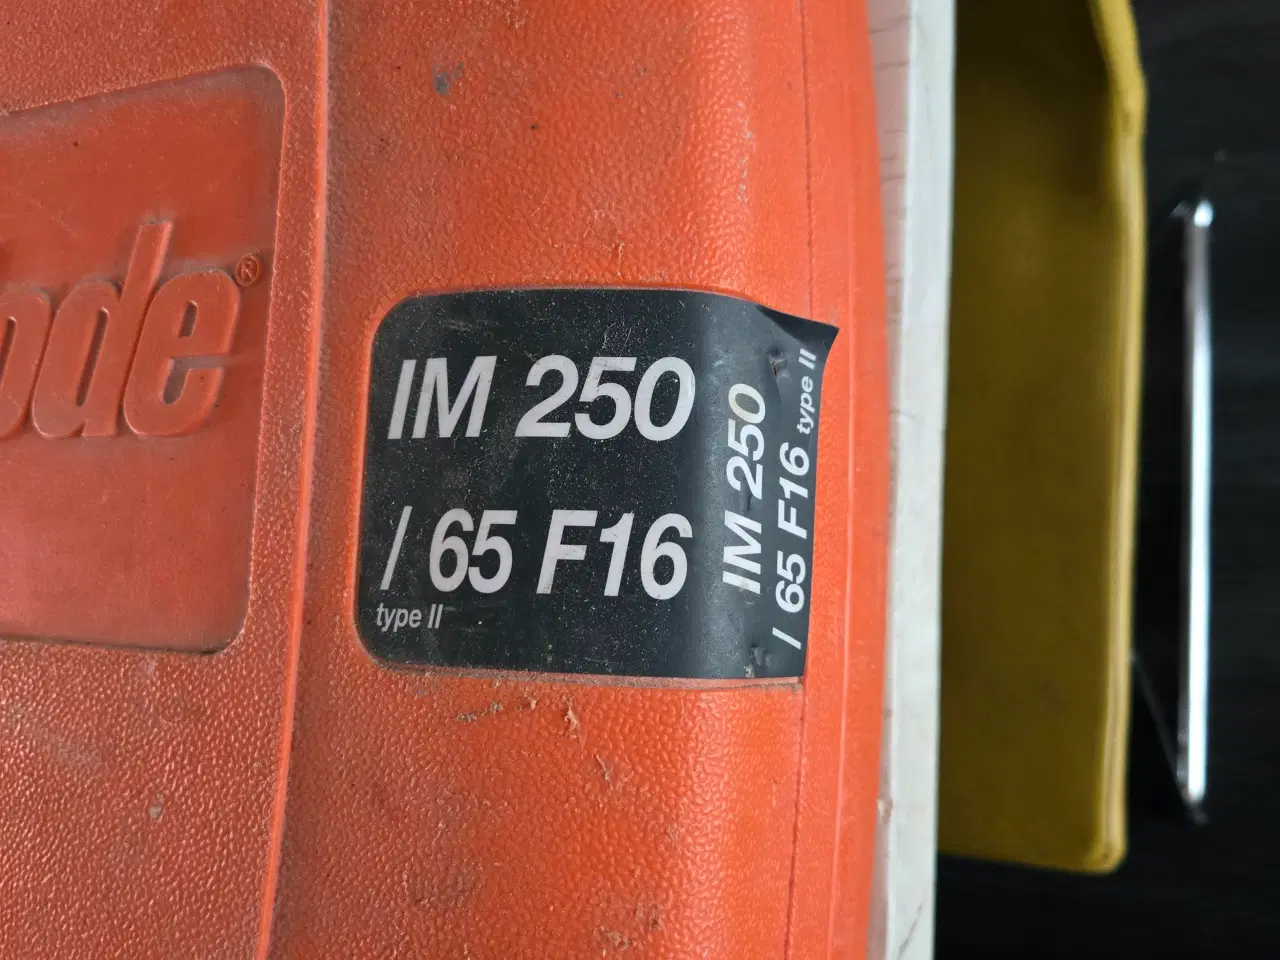 ode®
IM 250
/ 65 F16
type II
IM 250
/ 65 F16 type II